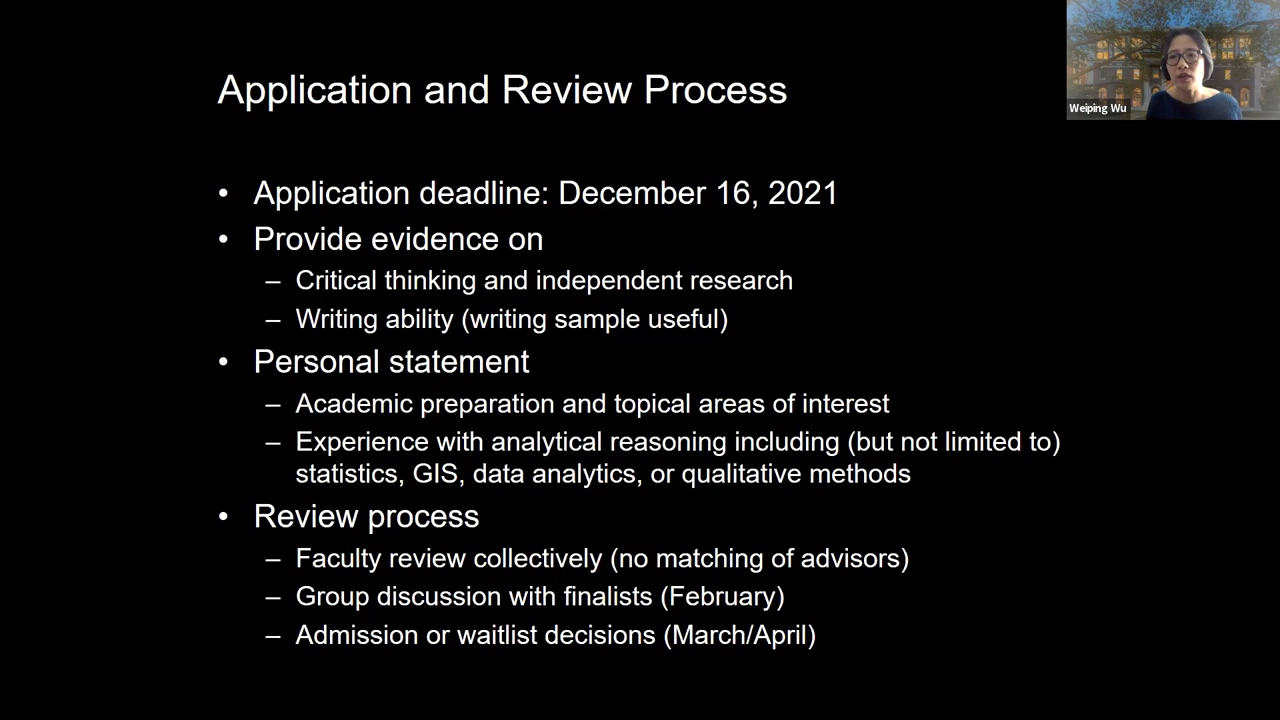 Application and Review Process
Weiping Wu
• Application deadline: December 16, 2021
• Provide evidence on
– Critical thinking and independent research
– Writing ability (writing sample useful)
• Personal statement
– Academic preparation and topical areas of interest
– Experience with analytical reasoning including (but not limited to)
statistics, GIS, data analytics, or qualitative methods
• Review process
– Faculty review collectively (no matching of advisors)
– Group discussion with finalists (February)
– Admission or waitlist decisions (March/April)